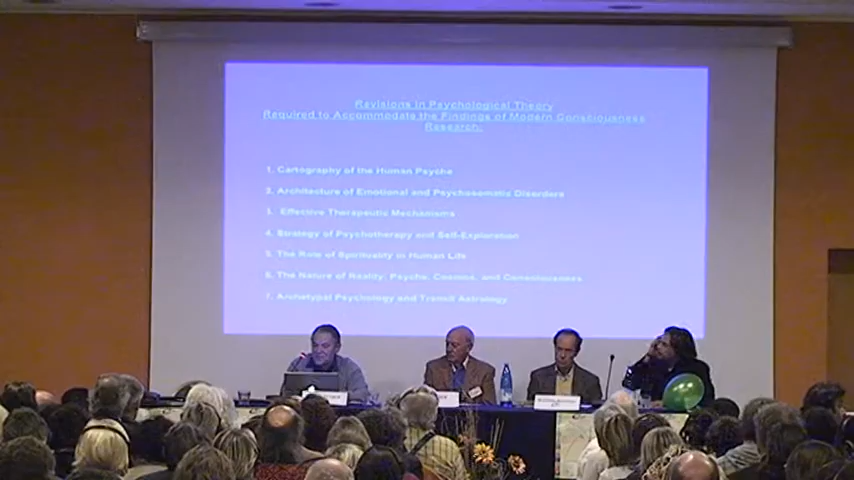 Revisions in Psychological Theory
Required to Accommodate the Findings of Modern Consciousness
Research:
1. Cartography of the Human Psyche
2. Architecture of Emotional and Psychosomatic Disorders
3. Effective Therapeutic Mechanisms
4. Strategy of Psychotherapy and Self-Exploration
5. The Role of Spirituality in Human Life
6. The Nature of Reality: Psyche, Cosmos, and Consciousness
7. Archetypal Psychology and Transit Astrology